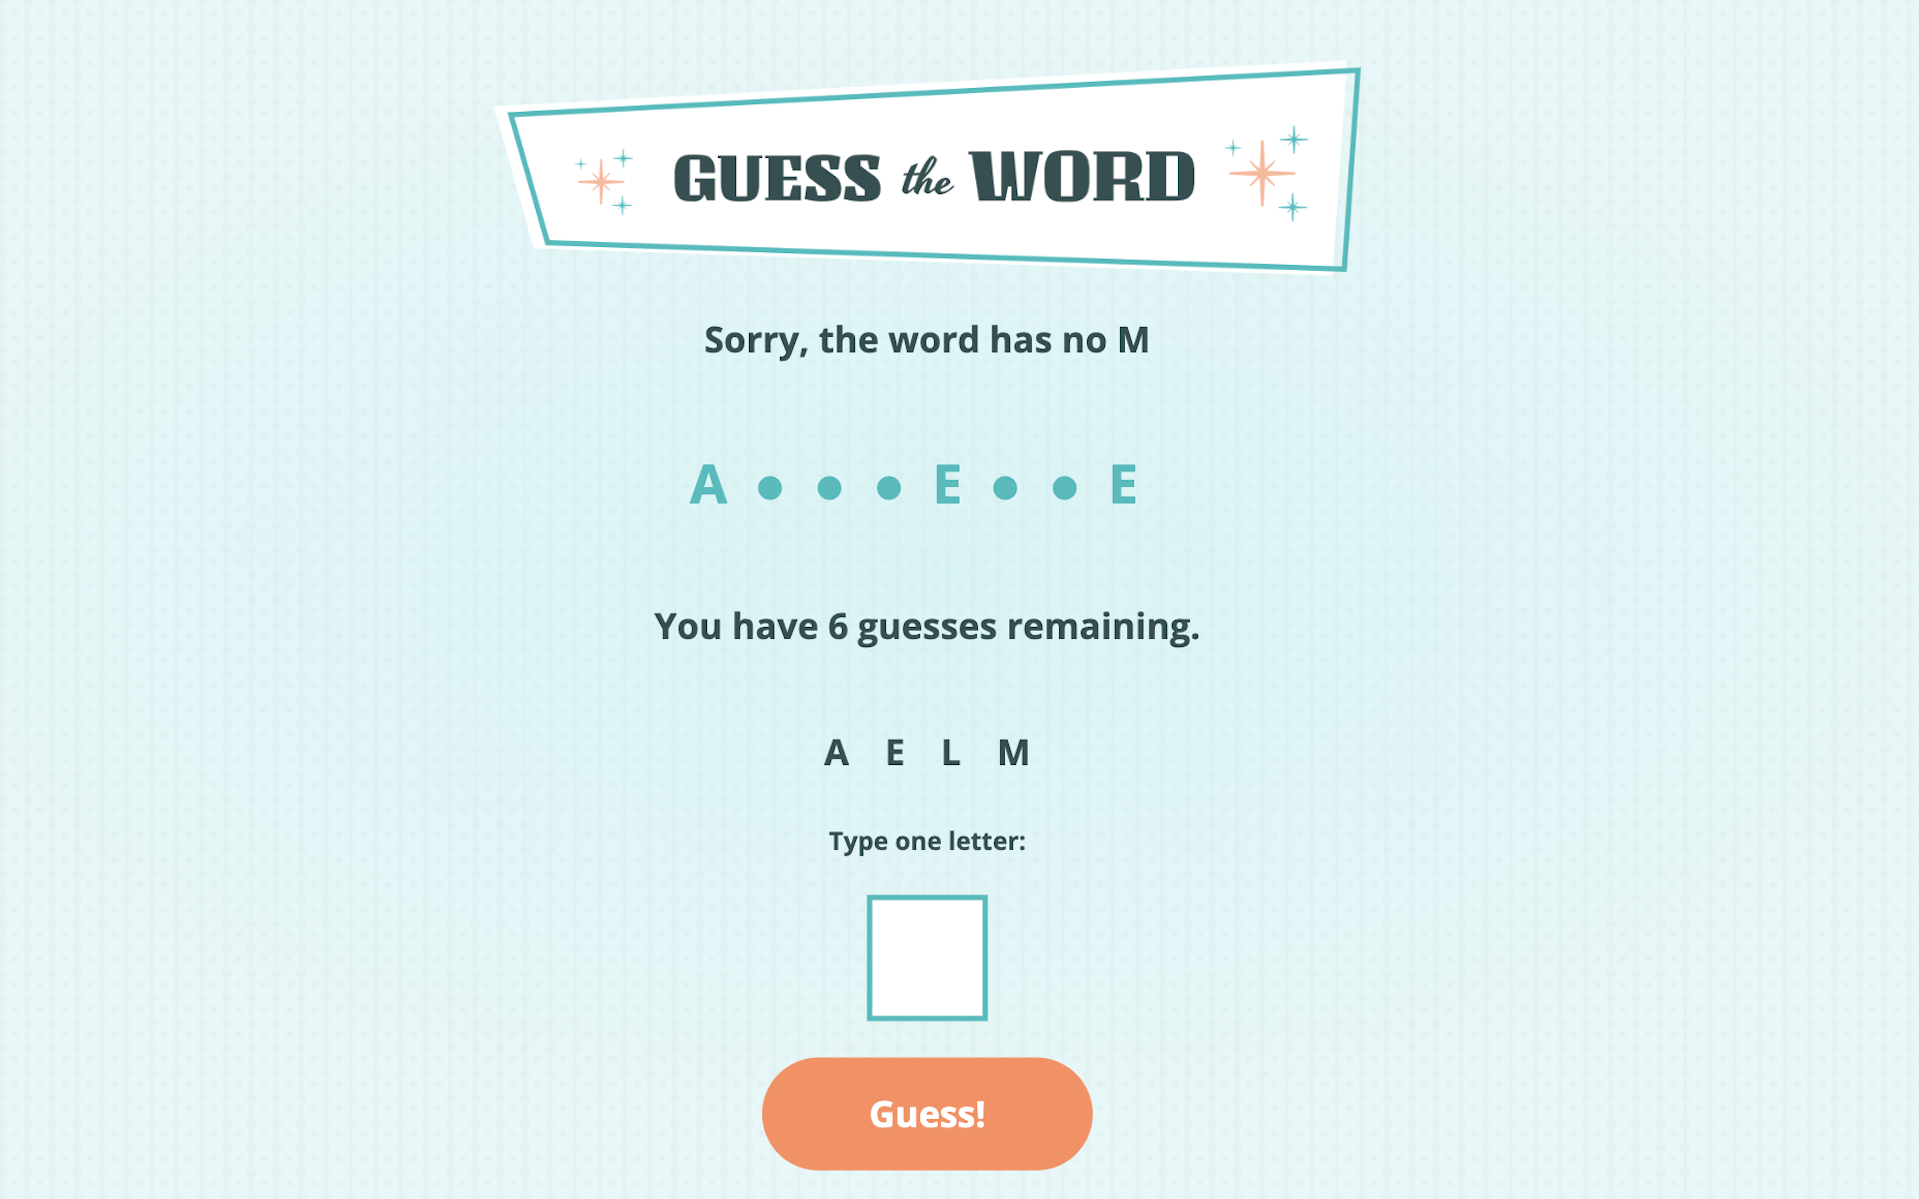 GUESS the WORD
Sorry, the word has no M
A ● ● ● E ● ● E
You have 6 guesses remaining.
A E L M
Type one letter:
Guess!